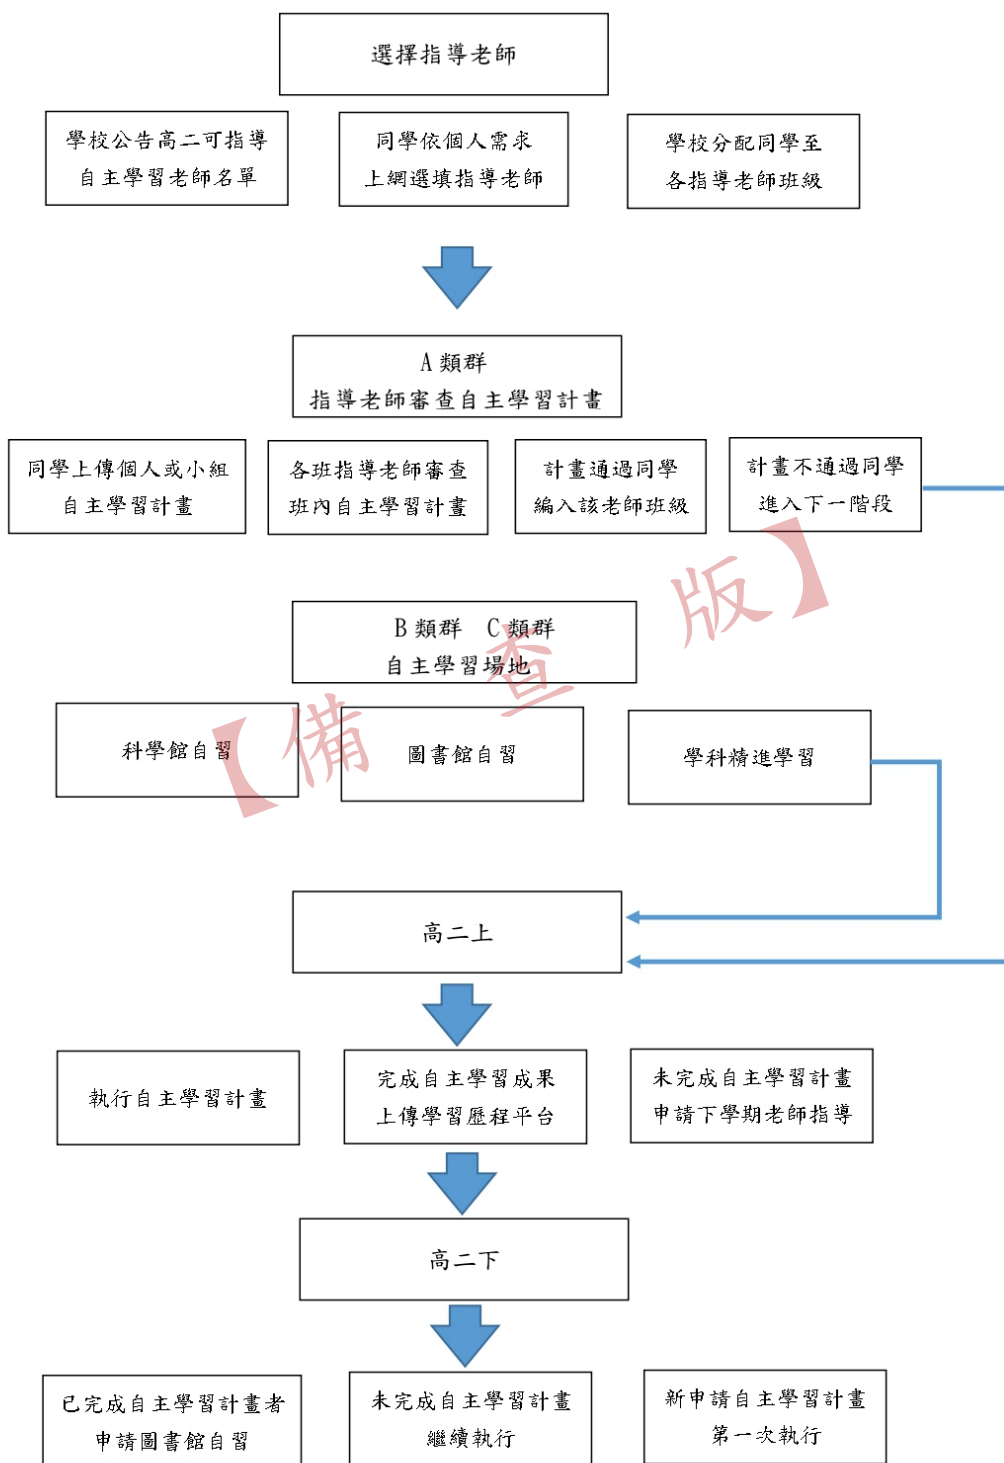 選擇指導老師
學校公告高二可指導
自主學習老師名單
同學依個人需求
上網選填指導老師
學校分配同學至
各指導老師班級
A 類群
指導老師審查自主學習計畫
同學上傳個人或小組
自主學習計畫
各班指導老師審查
班內自主學習計畫
計畫通過同學
編入該老師班級
計畫不通過同學
進入下一階段
B 類群 C 類群
自主學習場地
科學館自習
圖書館自習
學科精進學習
【備查版】
高二上
執行自主學習計畫
完成自主學習成果
上傳學習歷程平台
未完成自主學習計畫
申請下學期老師指導
高二下
已完成自主學習計畫者
申請圖書館自習
未完成自主學習計畫
繼續執行
新申請自主學習計畫
第一次執行